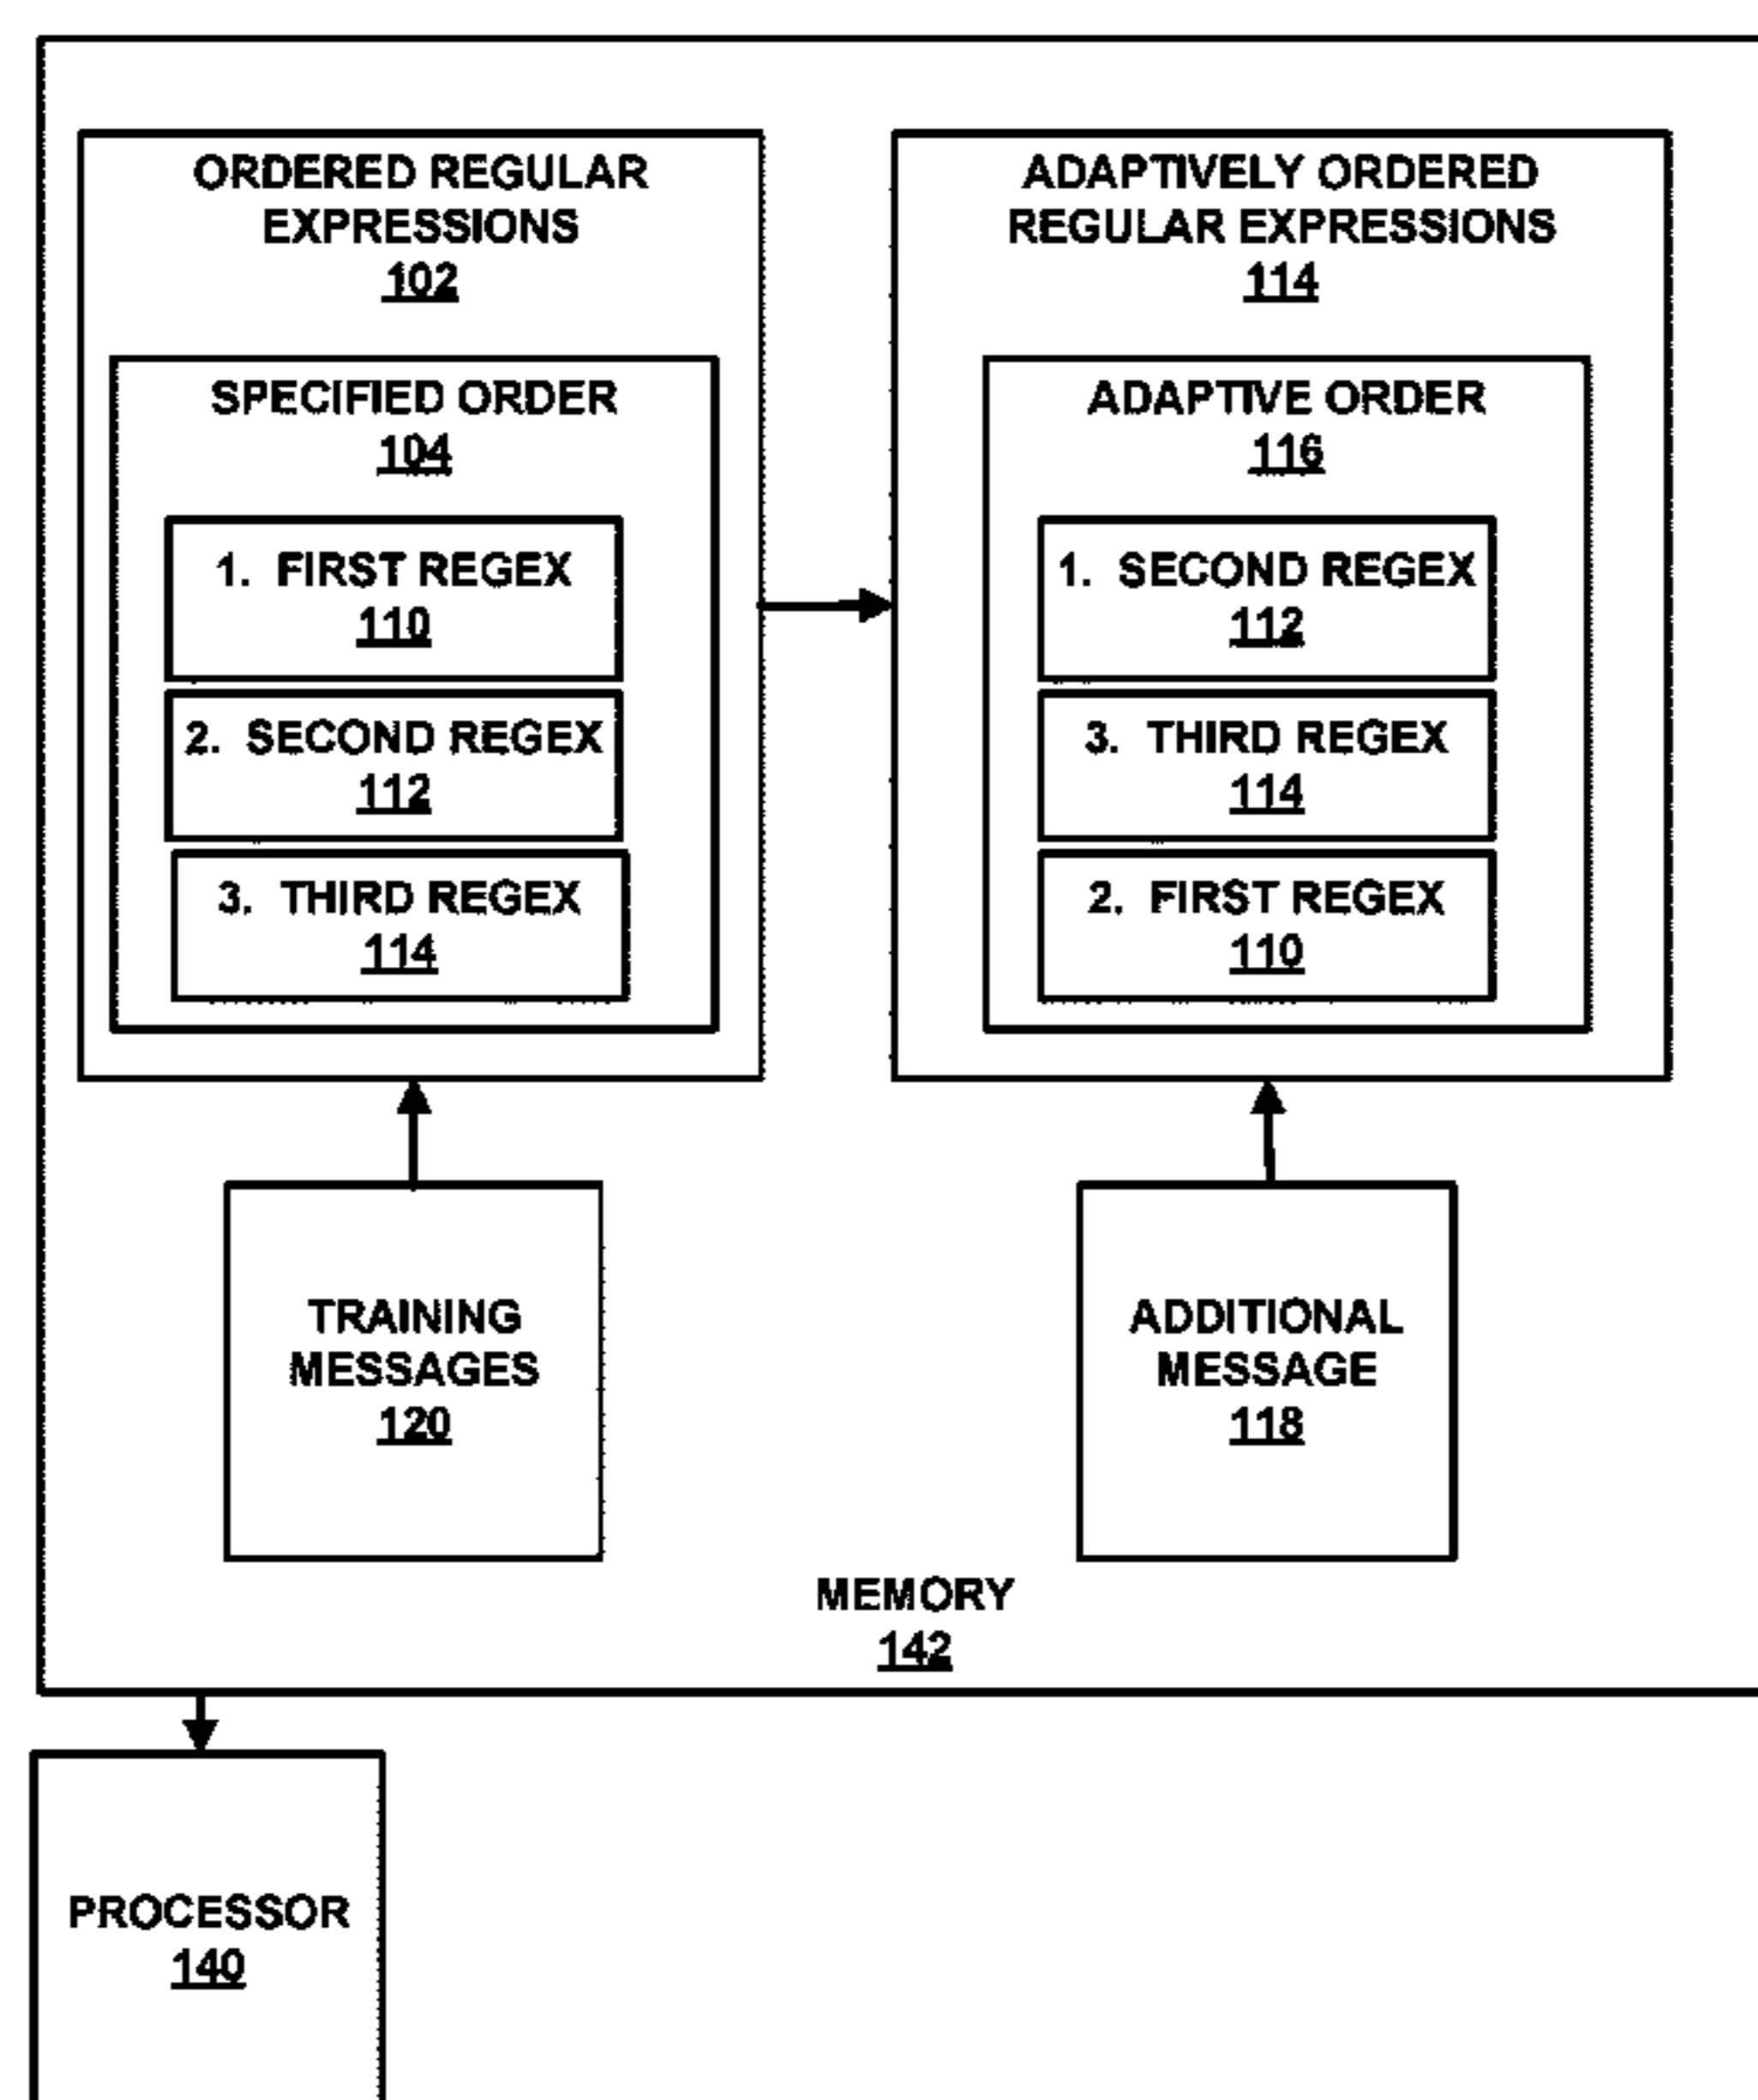 ORDERED REGULAR
EXPRESSIONS
102
SPECIFIED ORDER
104
1. FIRST REGEX
110
2. SECOND REGEX
112
3. THIRD REGEX
114
ADAPTIVELY ORDERED
REGULAR EXPRESSIONS
114
ADAPTIVE ORDER
116
1. SECOND REGEX
112
3. THIRD REGEX
114
2. FIRST REGEX
110
TRAINING
MESSAGES
120
ADDITIONAL
MESSAGE
118
MEMORY
142
PROCESSOR
140